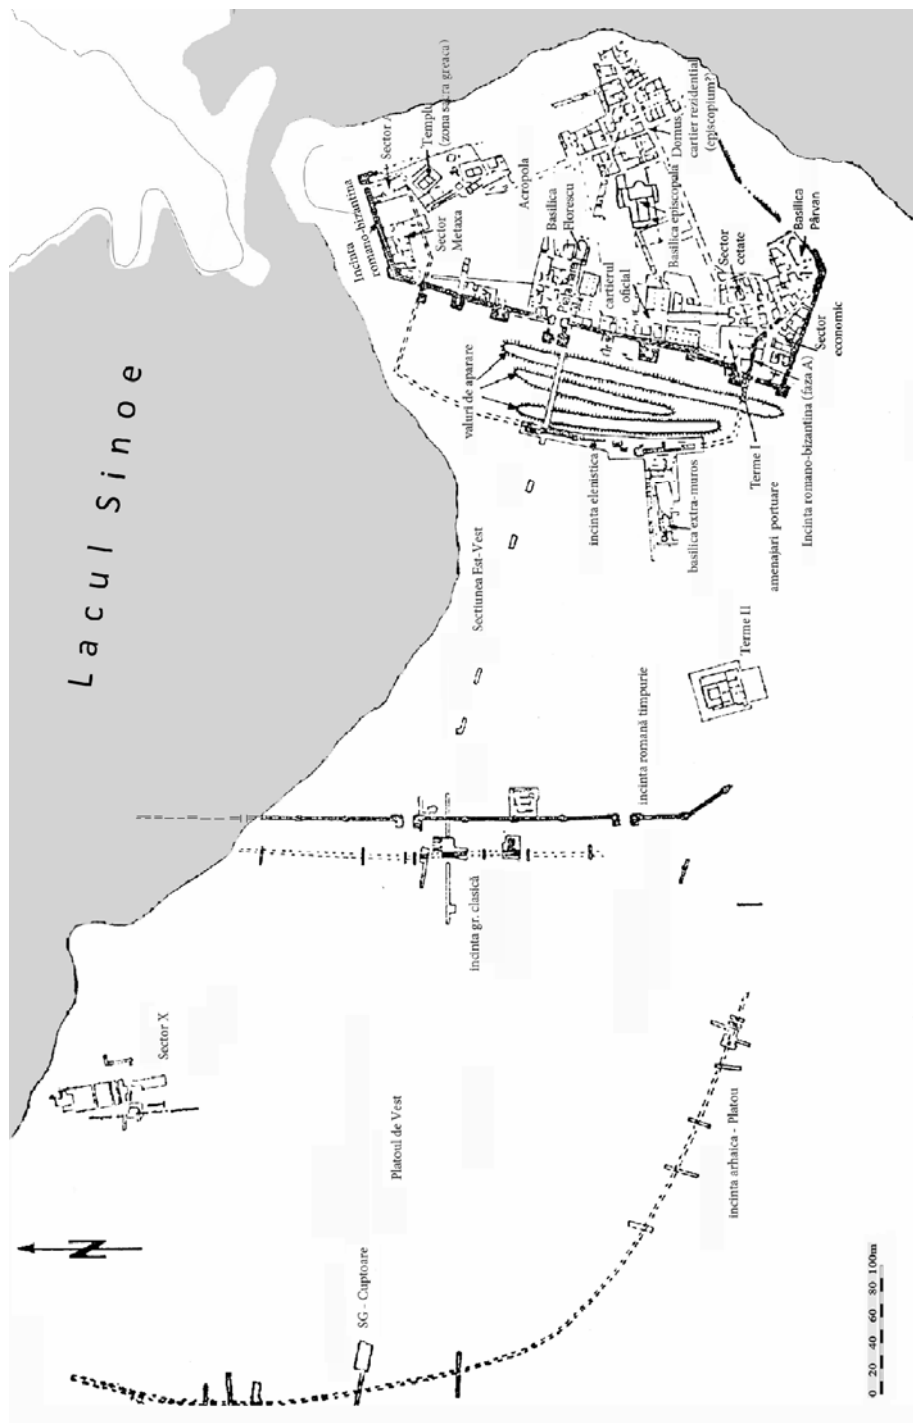 Lacul Sinoe
Incinta
romano-bizantina
Sector
Templu
(zona sacra greaca)
Sector
Metaxa
Acropola
Basilica
Florescu
cartierul
oficial
Basilica episcopala
Domus,
cartier rezidential
(episcopium?)
Sector
cetate
Basilica
Pârvan
Sector
economic
valuri de aparare
incinta elenistica
basilica extra-muros
Terme I
amenajari portuare
Incinta romano-bizantina (faza A)
Sectiunea Est-Vest
Terme II
incinta romană timpurie
incinta gr. clasică
Sector X
Platoul de Vest
incinta arhaica - Platou
SG - Cuptoare
N
0 20 40 60 80 100m